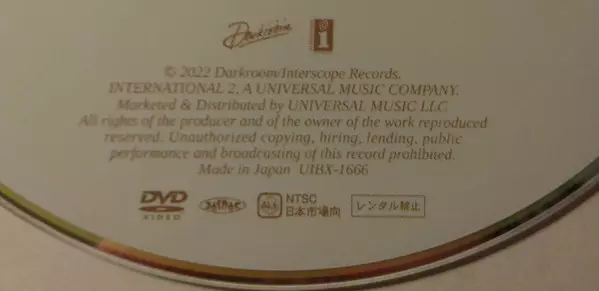 Darkroom
i
© 2022 Darkroom/Interscope Records.
INTERNATIONAL 2, A UNIVERSAL MUSIC COMPANY.
Marketed & Distributed by UNIVERSAL MUSIC LLC
All rights of the producer and of the owner of the work reproduced
reserved. Unauthorized copying, hiring, lending, public
performance and broadcasting of this record prohibited.
Made in Japan UIBX-1666
DVD
VIDEO
JASRAC
ALL
NTSC
日本市場向
レンタル禁止